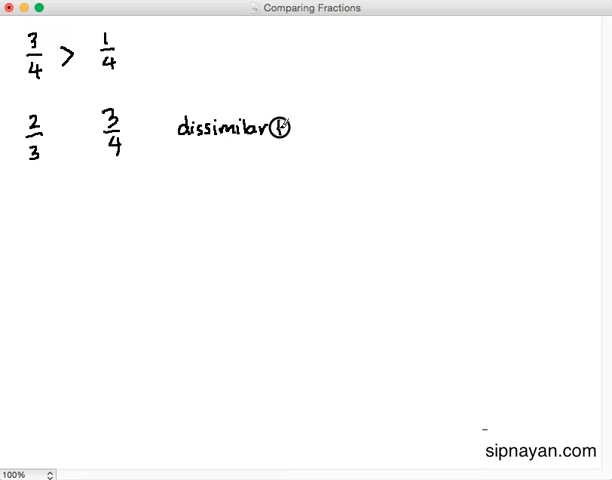 Comparing Fractions
3/4 > 1/4
2/3 3/4 dissimilar
sipnayan.com
100%